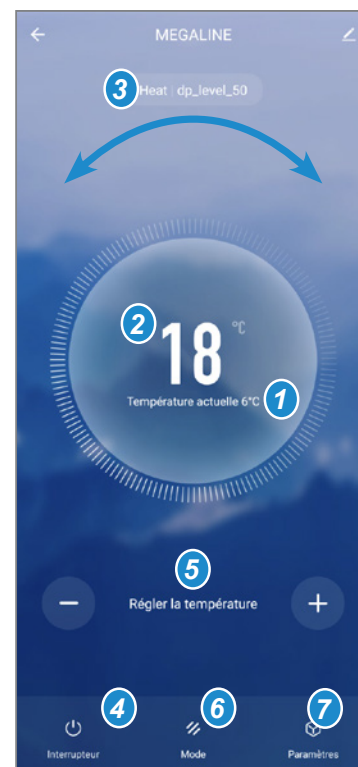 MEGALINE
3 Heat | dp_level_50
2 18 °C
Température actuelle 6°C 1
5
Régler la température
4 6 7
Interrupteur Mode Paramètres